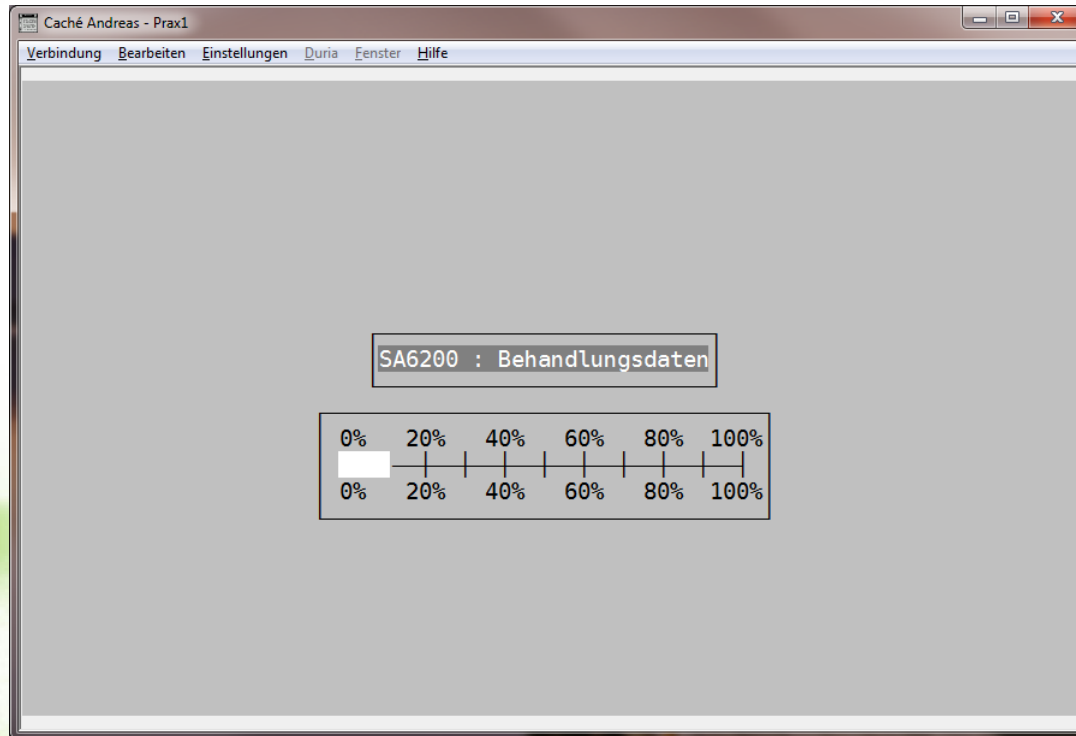 Caché Andreas - Prax1
Verbindung Bearbeiten Einstellungen Duria Fenster Hilfe
SA6200 : Behandlungsdaten
0% 20% 40% 60% 80% 100%
0% 20% 40% 60% 80% 100%